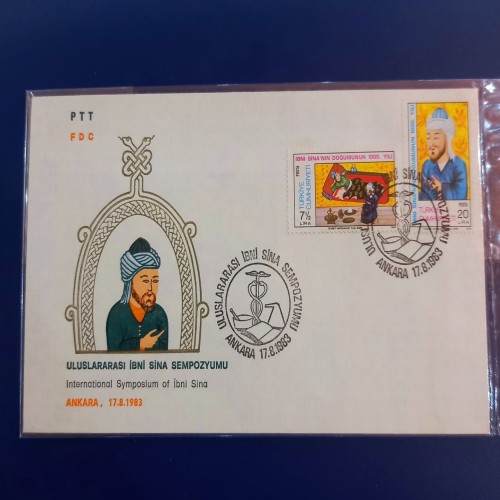 PTT
FDC
İBNİ SİNA'NIN DOĞUMUNUN 1000. YILI
TÜRKİYE CUMHURİYETİ
7½
LİRA
20
LİRA
ULUSLARARASI İBNİ SİNA SEMPOZYUMU
ANKARA 17.8.1983
ANKARA 17.8.1983
ULUSLARARASI İBNİ SİNA SEMPOZYUMU
International Symposium of İbni Sina
ANKARA, 17.8.1983